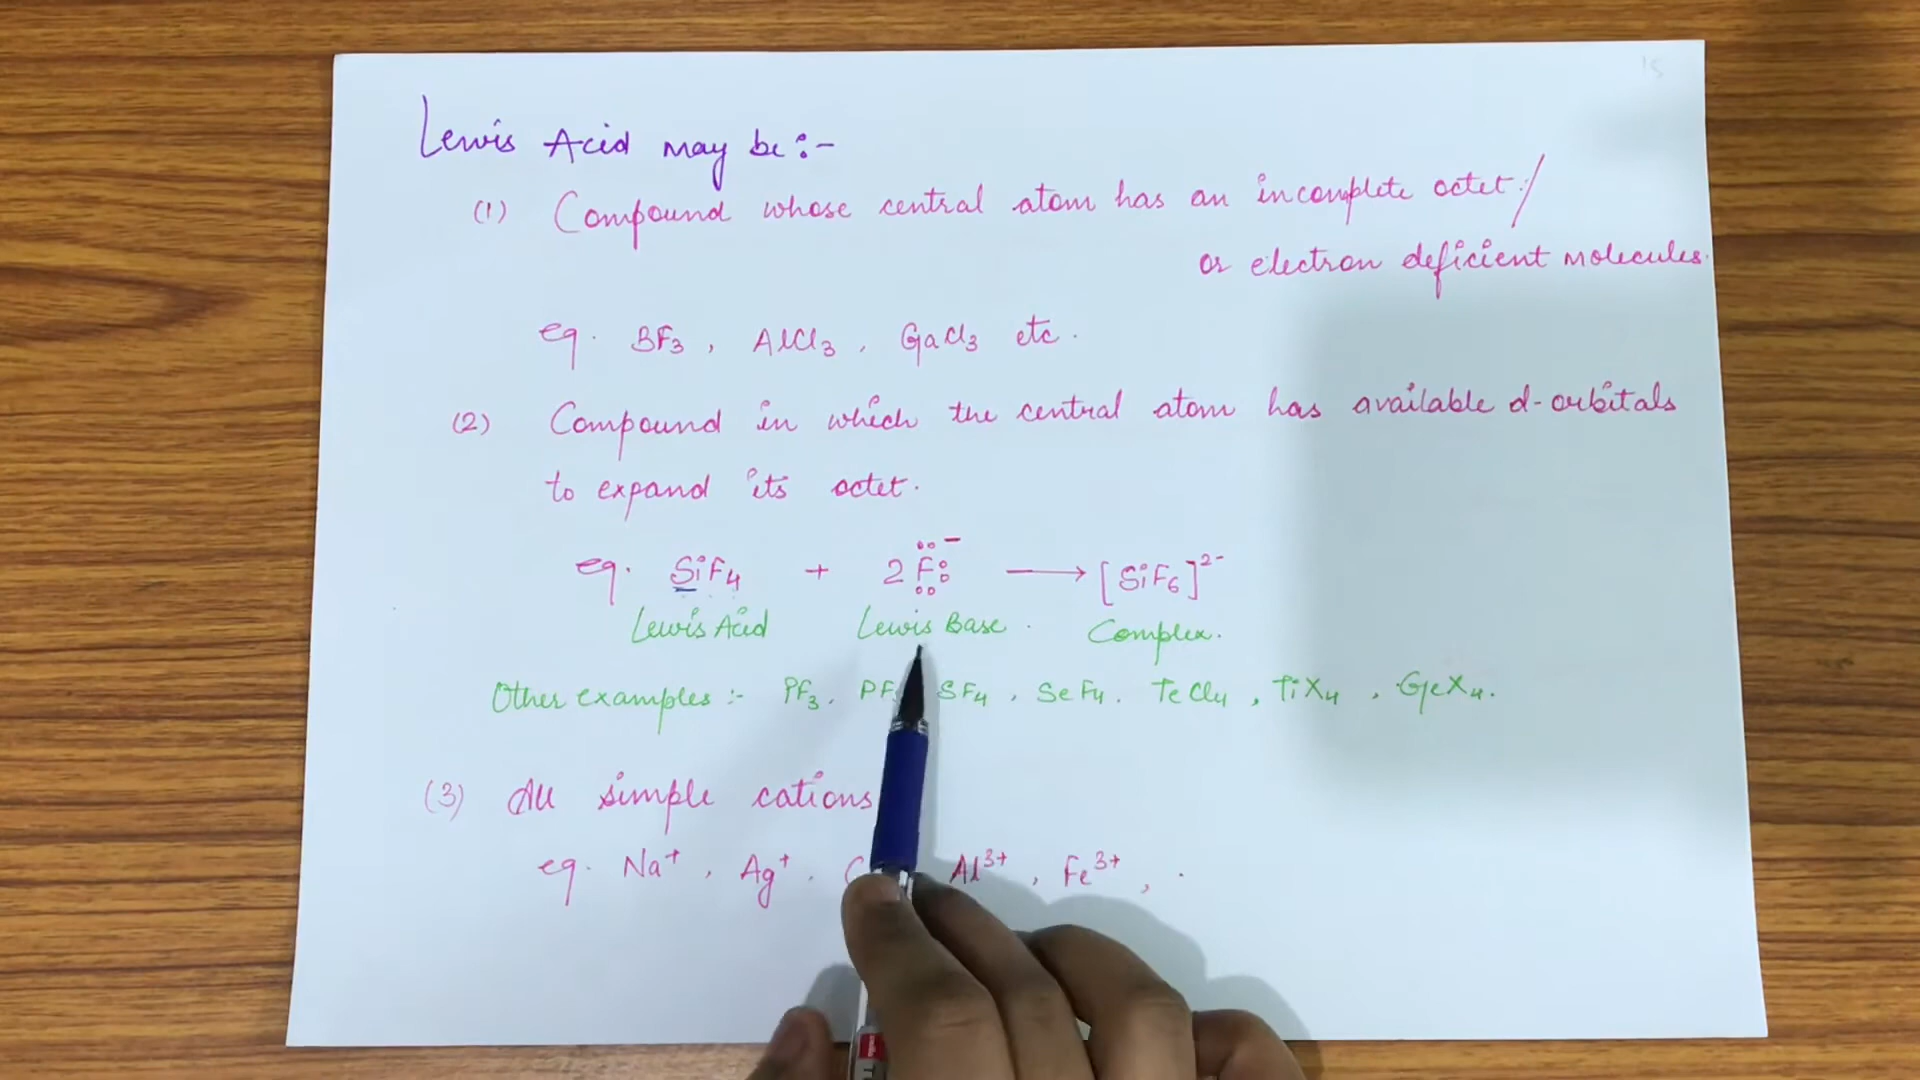 15
Lewis Acid may be :-
(1) Compound whose central atom has an incomplete octet. /
or electron deficient molecules.
eg. BF3, AlCl3, GaCl3 etc.
(2) Compound in which the central atom has available d-orbitals
to expand its octet.
eg. SiF4 + 2F⁻ → [SiF6]²⁻
Lewis Acid Lewis Base. Complex.
Other examples :- PF3, PF SF4, SeF4. TeCl4, TiX4, GeX4.
(3) All simple cations
eg. Na⁺, Ag⁺, C Al³⁺, Fe³⁺,